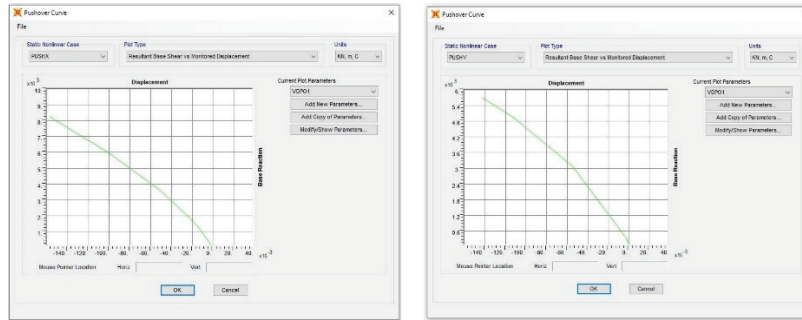 Pushover Curve
File
Static Nonlinear Case
Plot Type
Units
PUSHX
Resultant Base Shear vs Monitored Displacement
KN, m, C
x10 3
Displacement
10.
9.
8.
7.
6.
5.
4.
3.
2.
1.
Base Reaction
-140 -120 -100 -80 -60 -40 -20 0 20 40 x10 -3
Current Plot Parameters
VDPO1
Add New Parameters...
Add Copy of Parameters...
Modify/Show Parameters...
Mouse Pointer Location Horiz Vert
OK Cancel
Pushover Curve
File
Static Nonlinear Case
Plot Type
Units
PUSHY
Resultant Base Shear vs Monitored Displacement
KN, m, C
x10 3
Displacement
6.
5.4
4.8
4.2
3.6
3.
2.4
1.8
1.2
0.6
Base Reaction
-140 -120 -100 -80 -60 -40 -20 0 20 40 x10 -3
Current Plot Parameters
VDPO1
Add New Parameters...
Add Copy of Parameters...
Modify/Show Parameters...
Mouse Pointer Location Horiz Vert
OK Cancel